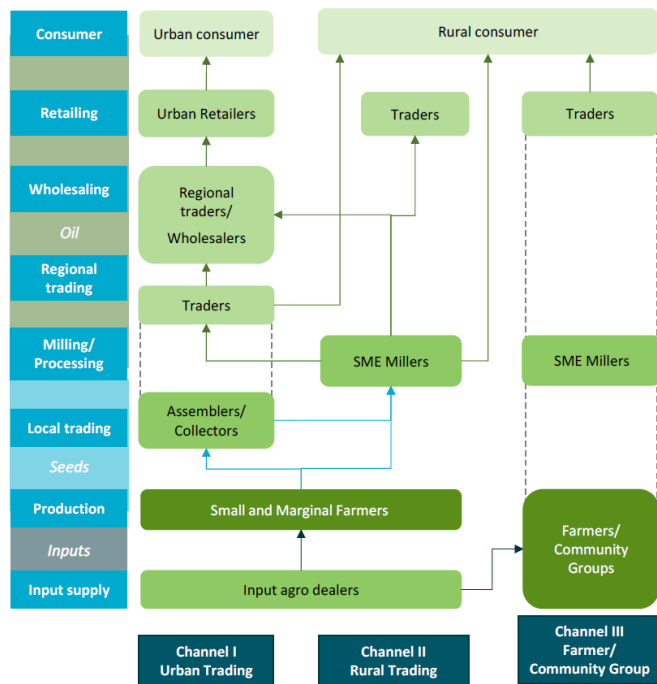 Consumer
Urban consumer
Rural consumer
Retailing
Urban Retailers
Traders
Traders
Wholesaling
Regional
traders/
Wholesalers
Oil
Regional
trading
Traders
Milling/
Processing
SME Millers
SME Millers
Local trading
Assemblers/
Collectors
Seeds
Production
Small and Marginal Farmers
Farmers/
Community
Groups
Inputs
Input supply
Input agro dealers
Channel I
Urban Trading
Channel II
Rural Trading
Channel III
Farmer/
Community Group